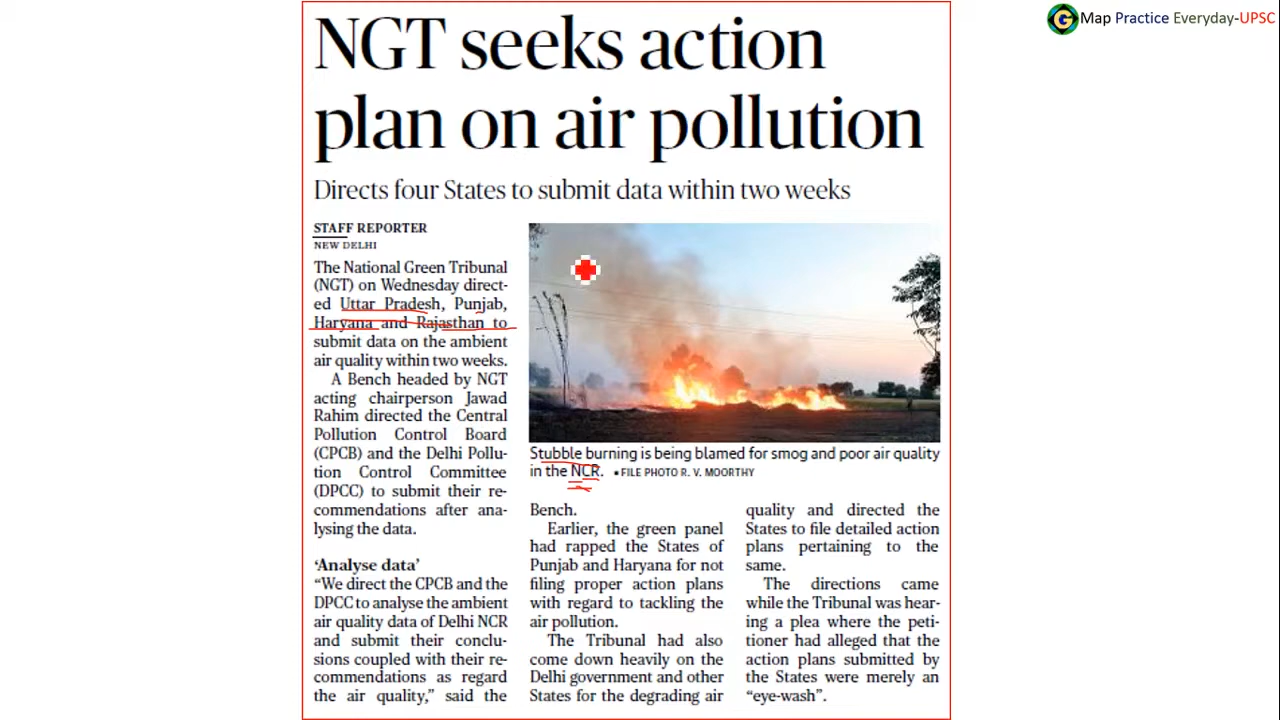 Map Practice Everyday-UPSC
NGT seeks action
plan on air pollution
Directs four States to submit data within two weeks
STAFF REPORTER
NEW DELHI
The National Green Tribunal
(NGT) on Wednesday direct-
ed Uttar Pradesh, Punjab,
Haryana and Rajasthan to
submit data on the ambient
air quality within two weeks.
A Bench headed by NGT
acting chairperson Jawad
Rahim directed the Central
Pollution Control Board
(CPCB) and the Delhi Pollu-
tion Control Committee
(DPCC) to submit their re-
commendations after ana-
lysing the data.
‘Analyse data’
“We direct the CPCB and the
DPCC to analyse the ambient
air quality data of Delhi NCR
and submit their conclu-
sions coupled with their re-
commendations as regard
the air quality,” said the
Stubble burning is being blamed for smog and poor air quality
in the NCR. ▪FILE PHOTO R. V. MOORTHY
Bench.
Earlier, the green panel
had rapped the States of
Punjab and Haryana for not
filing proper action plans
with regard to tackling the
air pollution.
The Tribunal had also
come down heavily on the
Delhi government and other
States for the degrading air
quality and directed the
States to file detailed action
plans pertaining to the
same.
The directions came
while the Tribunal was hear-
ing a plea where the peti-
tioner had alleged that the
action plans submitted by
the States were merely an
“eye-wash”.